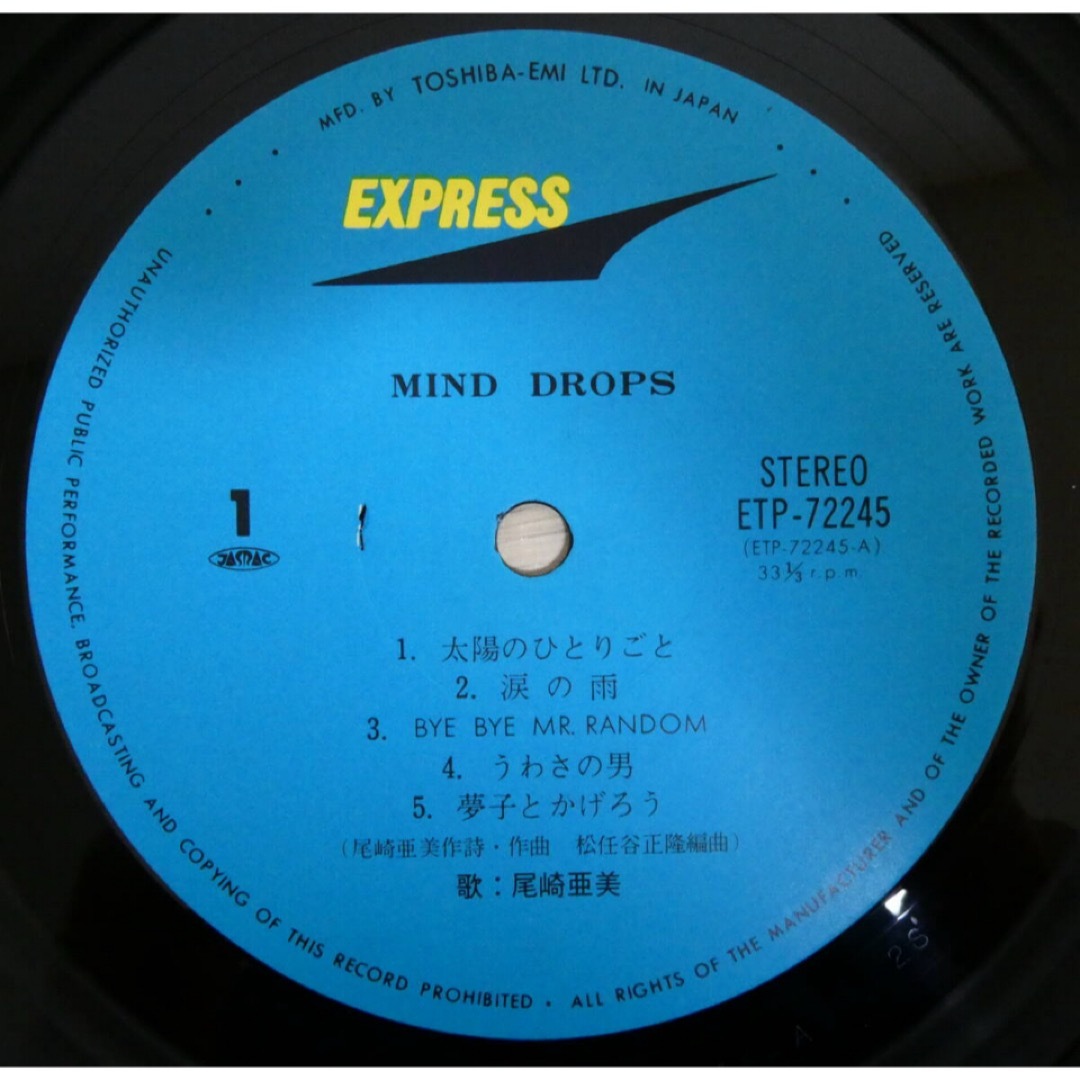 MFD. BY TOSHIBA-EMI LTD. IN JAPAN
EXPRESS
MIND DROPS
1
JASRAC
STEREO
ETP-72245
(ETP-72245-A)
33⅓ r.p.m.
1. 太陽のひとりごと
2. 涙の雨
3. BYE BYE MR. RANDOM
4. うわさの男
5. 夢子とかげろう
(尾崎亜美作詩・作曲 松任谷正隆編曲)
歌:尾崎亜美
UNAUTHORIZED PUBLIC PERFORMANCE, BROADCASTING AND COPYING OF THIS RECORD PROHIBITED · ALL RIGHTS OF THE MANUFACTURER AND OF THE OWNER OF THE RECORDED WORK ARE RESERVED